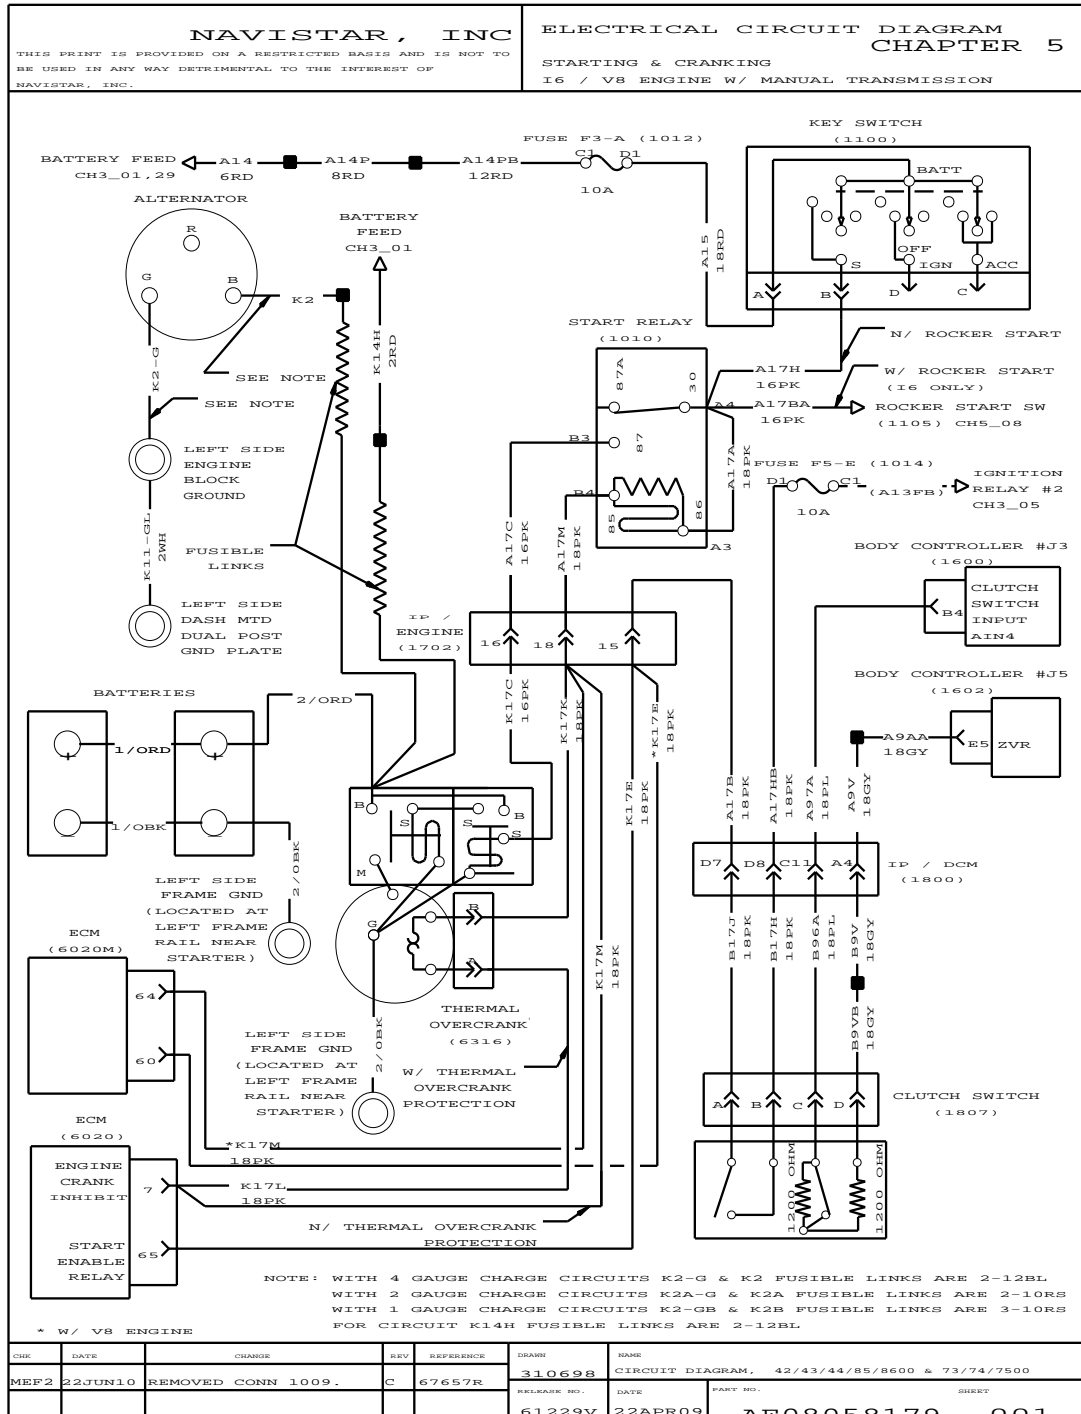 NAVISTAR, INC
THIS PRINT IS PROVIDED ON A RESTRICTED BASIS AND IS NOT TO
BE USED IN ANY WAY DETRIMENTAL TO THE INTEREST OF
NAVISTAR, INC.
ELECTRICAL CIRCUIT DIAGRAM
CHAPTER 5
STARTING & CRANKING
I6 / V8 ENGINE W/ MANUAL TRANSMISSION
KEY SWITCH
(1100)
FUSE F3-A (1012)
C1 D1
10A
BATTERY FEED
CH3_01,29
A14
6RD
A14P
8RD
A14PB
12RD
A15
18RD
BATT
OFF
S
IGN
ACC
A
B
D
C
ALTERNATOR
R
G
B
BATTERY
FEED
CH3_01
K2
K2-G
K14H
2RD
SEE NOTE
SEE NOTE
START RELAY
(1010)
87A
30
A4
B3
87
B4
85
86
A3
A17H
16PK
A17BA
16PK
A17A
18PK
N/ ROCKER START
W/ ROCKER START
(I6 ONLY)
ROCKER START SW
(1105) CH5_08
FUSE F5-E (1014)
D1
C1
10A
(A13FB)
IGNITION
RELAY #2
CH3_05
LEFT SIDE
ENGINE
BLOCK
GROUND
K11-GL
2WH
FUSIBLE
LINKS
LEFT SIDE
DASH MTD
DUAL POST
GND PLATE
A17C
16PK
A17M
18PK
BODY CONTROLLER #J3
(1600)
B4
CLUTCH
SWITCH
INPUT
AIN4
IP /
ENGINE
(1702)
16
18
15
BODY CONTROLLER #J5
(1602)
E5
ZVR
A9AA
18GY
BATTERIES
2/ORD
1/ORD
1/OBK
2/OBK
K17C
16PK
K17K
18PK
*K17E
18PK
K17E
18PK
A17B
18PK
A17HB
18PK
A97A
18PL
A9V
18GY
B
S
S
B
S
M
G
B
A
D7
D8
C11
A4
IP / DCM
(1800)
LEFT SIDE
FRAME GND
(LOCATED AT
LEFT FRAME
RAIL NEAR
STARTER)
ECM
(6020M)
64
60
B17J
18PK
B17H
18PK
B96A
18PL
B9V
18GY
B9VB
18GY
K17M
18PK
THERMAL
OVERCRANK
(6316)
2/OBK
LEFT SIDE
FRAME GND
(LOCATED AT
LEFT FRAME
RAIL NEAR
STARTER)
W/ THERMAL
OVERCRANK
PROTECTION
A
B
C
D
CLUTCH SWITCH
(1807)
1200 OHM
1200 OHM
ECM
(6020)
ENGINE
CRANK
INHIBIT
7
START
ENABLE
RELAY
65
*K17M
18PK
K17L
18PK
N/ THERMAL OVERCRANK
PROTECTION
NOTE: WITH 4 GAUGE CHARGE CIRCUITS K2-G & K2 FUSIBLE LINKS ARE 2-12BL
WITH 2 GAUGE CHARGE CIRCUITS K2A-G & K2A FUSIBLE LINKS ARE 2-10RS
WITH 1 GAUGE CHARGE CIRCUITS K2-GB & K2B FUSIBLE LINKS ARE 3-10RS
FOR CIRCUIT K14H FUSIBLE LINKS ARE 2-12BL
* W/ V8 ENGINE
CHK DATE CHANGE REV REFERENCE
MEF2 22JUN10 REMOVED CONN 1009. C 67657R
DRAWN
310698
NAME
CIRCUIT DIAGRAM, 42/43/44/85/8600 & 73/74/7500
RELEASE NO.
61229V
DATE
22APR09
PART NO.
SHEET
AE08058179 001